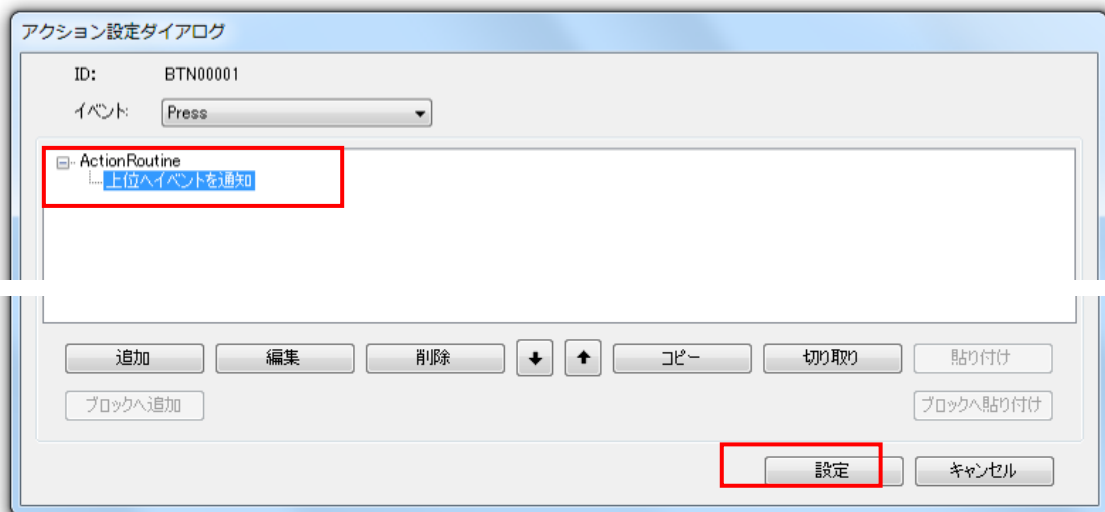 アクション設定ダイアログ
ID: BTN00001
イベント: Press
ActionRoutine
上位へイベントを通知
追加 編集 削除 コピー 切り取り 貼り付け
ブロックへ追加 ブロックへ貼り付け
設定 キャンセル